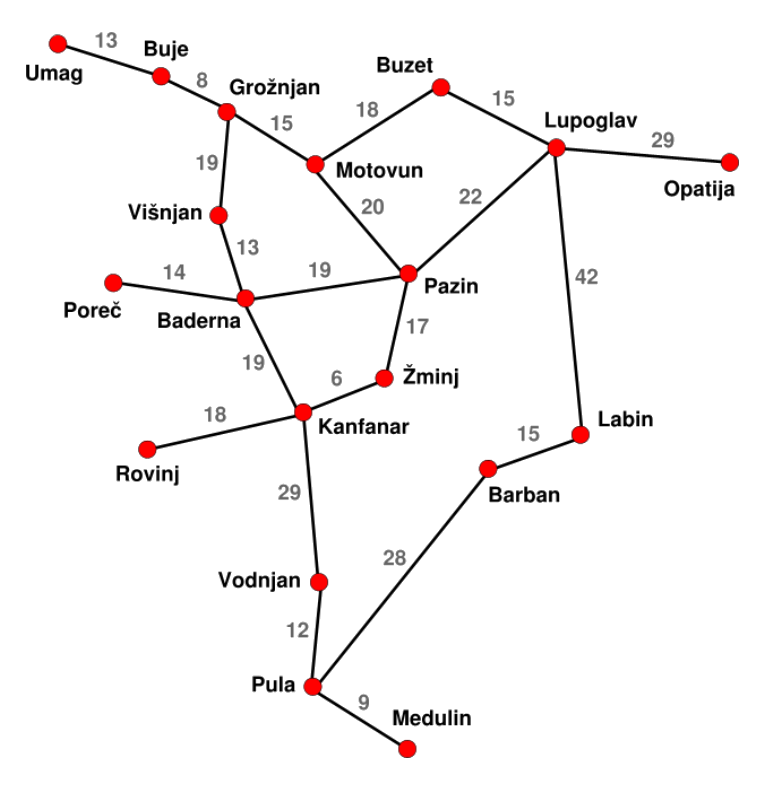 13
Buje
Umag
8
Buzet
Grožnjan
18
15
15
Lupoglav
29
19
Motovun
Opatija
Višnjan
20
22
13
14
19
Pazin
42
Poreč
Baderna
17
19
6
Žminj
18
Kanfanar
Labin
15
Rovinj
29
Barban
28
Vodnjan
12
Pula
9
Medulin